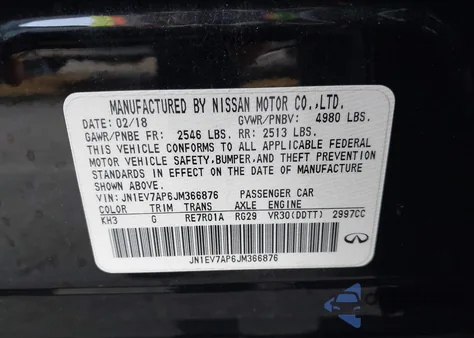 MANUFACTURED BY NISSAN MOTOR CO.,LTD.
DATE: 02/18 GVWR/PNBV: 4980 LBS.
GAWR/PNBE FR: 2546 LBS. RR: 2513 LBS.
THIS VEHICLE CONFORMS TO ALL APPLICABLE FEDERAL
MOTOR VEHICLE SAFETY,BUMPER,AND THEFT PREVENTION
STANDARDS IN EFFECT ON THE DATE OF MANUFACTURE
SHOWN ABOVE.
VIN: JN1EV7AP6JM366876 PASSENGER CAR
COLOR TRIM TRANS AXLE ENGINE
KH3 G RE7R01A RG29 VR30(DDTT) 2997CC
JN1EV7AP6JM366876